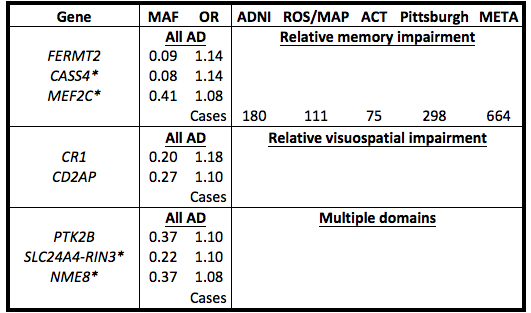 Gene MAF OR ADNI ROS/MAP ACT Pittsburgh META
All AD Relative memory impairment
FERMT2 0.09 1.14
CASS4* 0.08 1.14
MEF2C* 0.41 1.08
Cases 180 111 75 298 664
All AD Relative visuospatial impairment
CR1 0.20 1.18
CD2AP 0.27 1.10
Cases
All AD Multiple domains
PTK2B 0.37 1.10
SLC24A4-RIN3* 0.22 1.10
NME8* 0.37 1.08
Cases